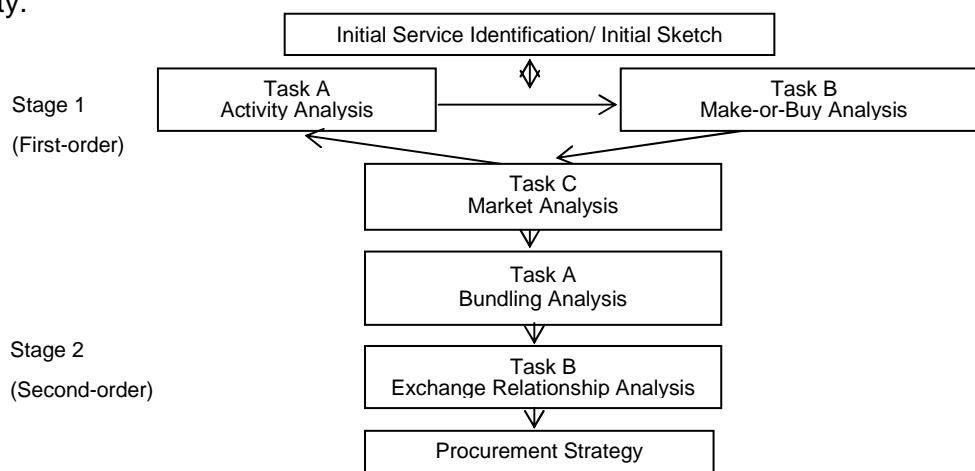 Initial Service Identification/ Initial Sketch
Task A
Activity Analysis
Task B
Make-or-Buy Analysis
Stage 1
(First-order)
Task C
Market Analysis
Task A
Bundling Analysis
Stage 2
(Second-order)
Task B
Exchange Relationship Analysis
Procurement Strategy